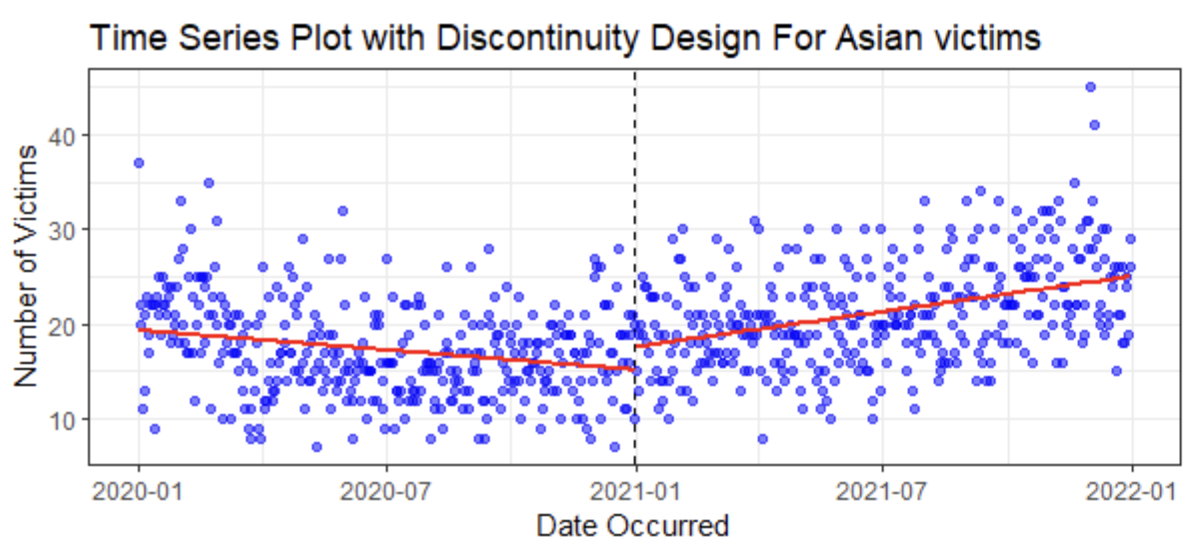 Time Series Plot with Discontinuity Design For Asian victims
Number of Victims
40
30
20
10
2020-01 2020-07 2021-01 2021-07 2022-01
Date Occurred